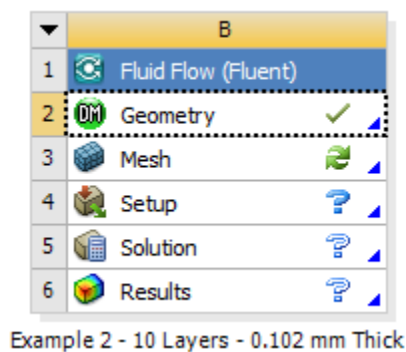 B
1 Fluid Flow (Fluent)
2 DM Geometry
3 Mesh
4 Setup ?
5 Solution ?
6 Results ?
Example 2 - 10 Layers - 0.102 mm Thick